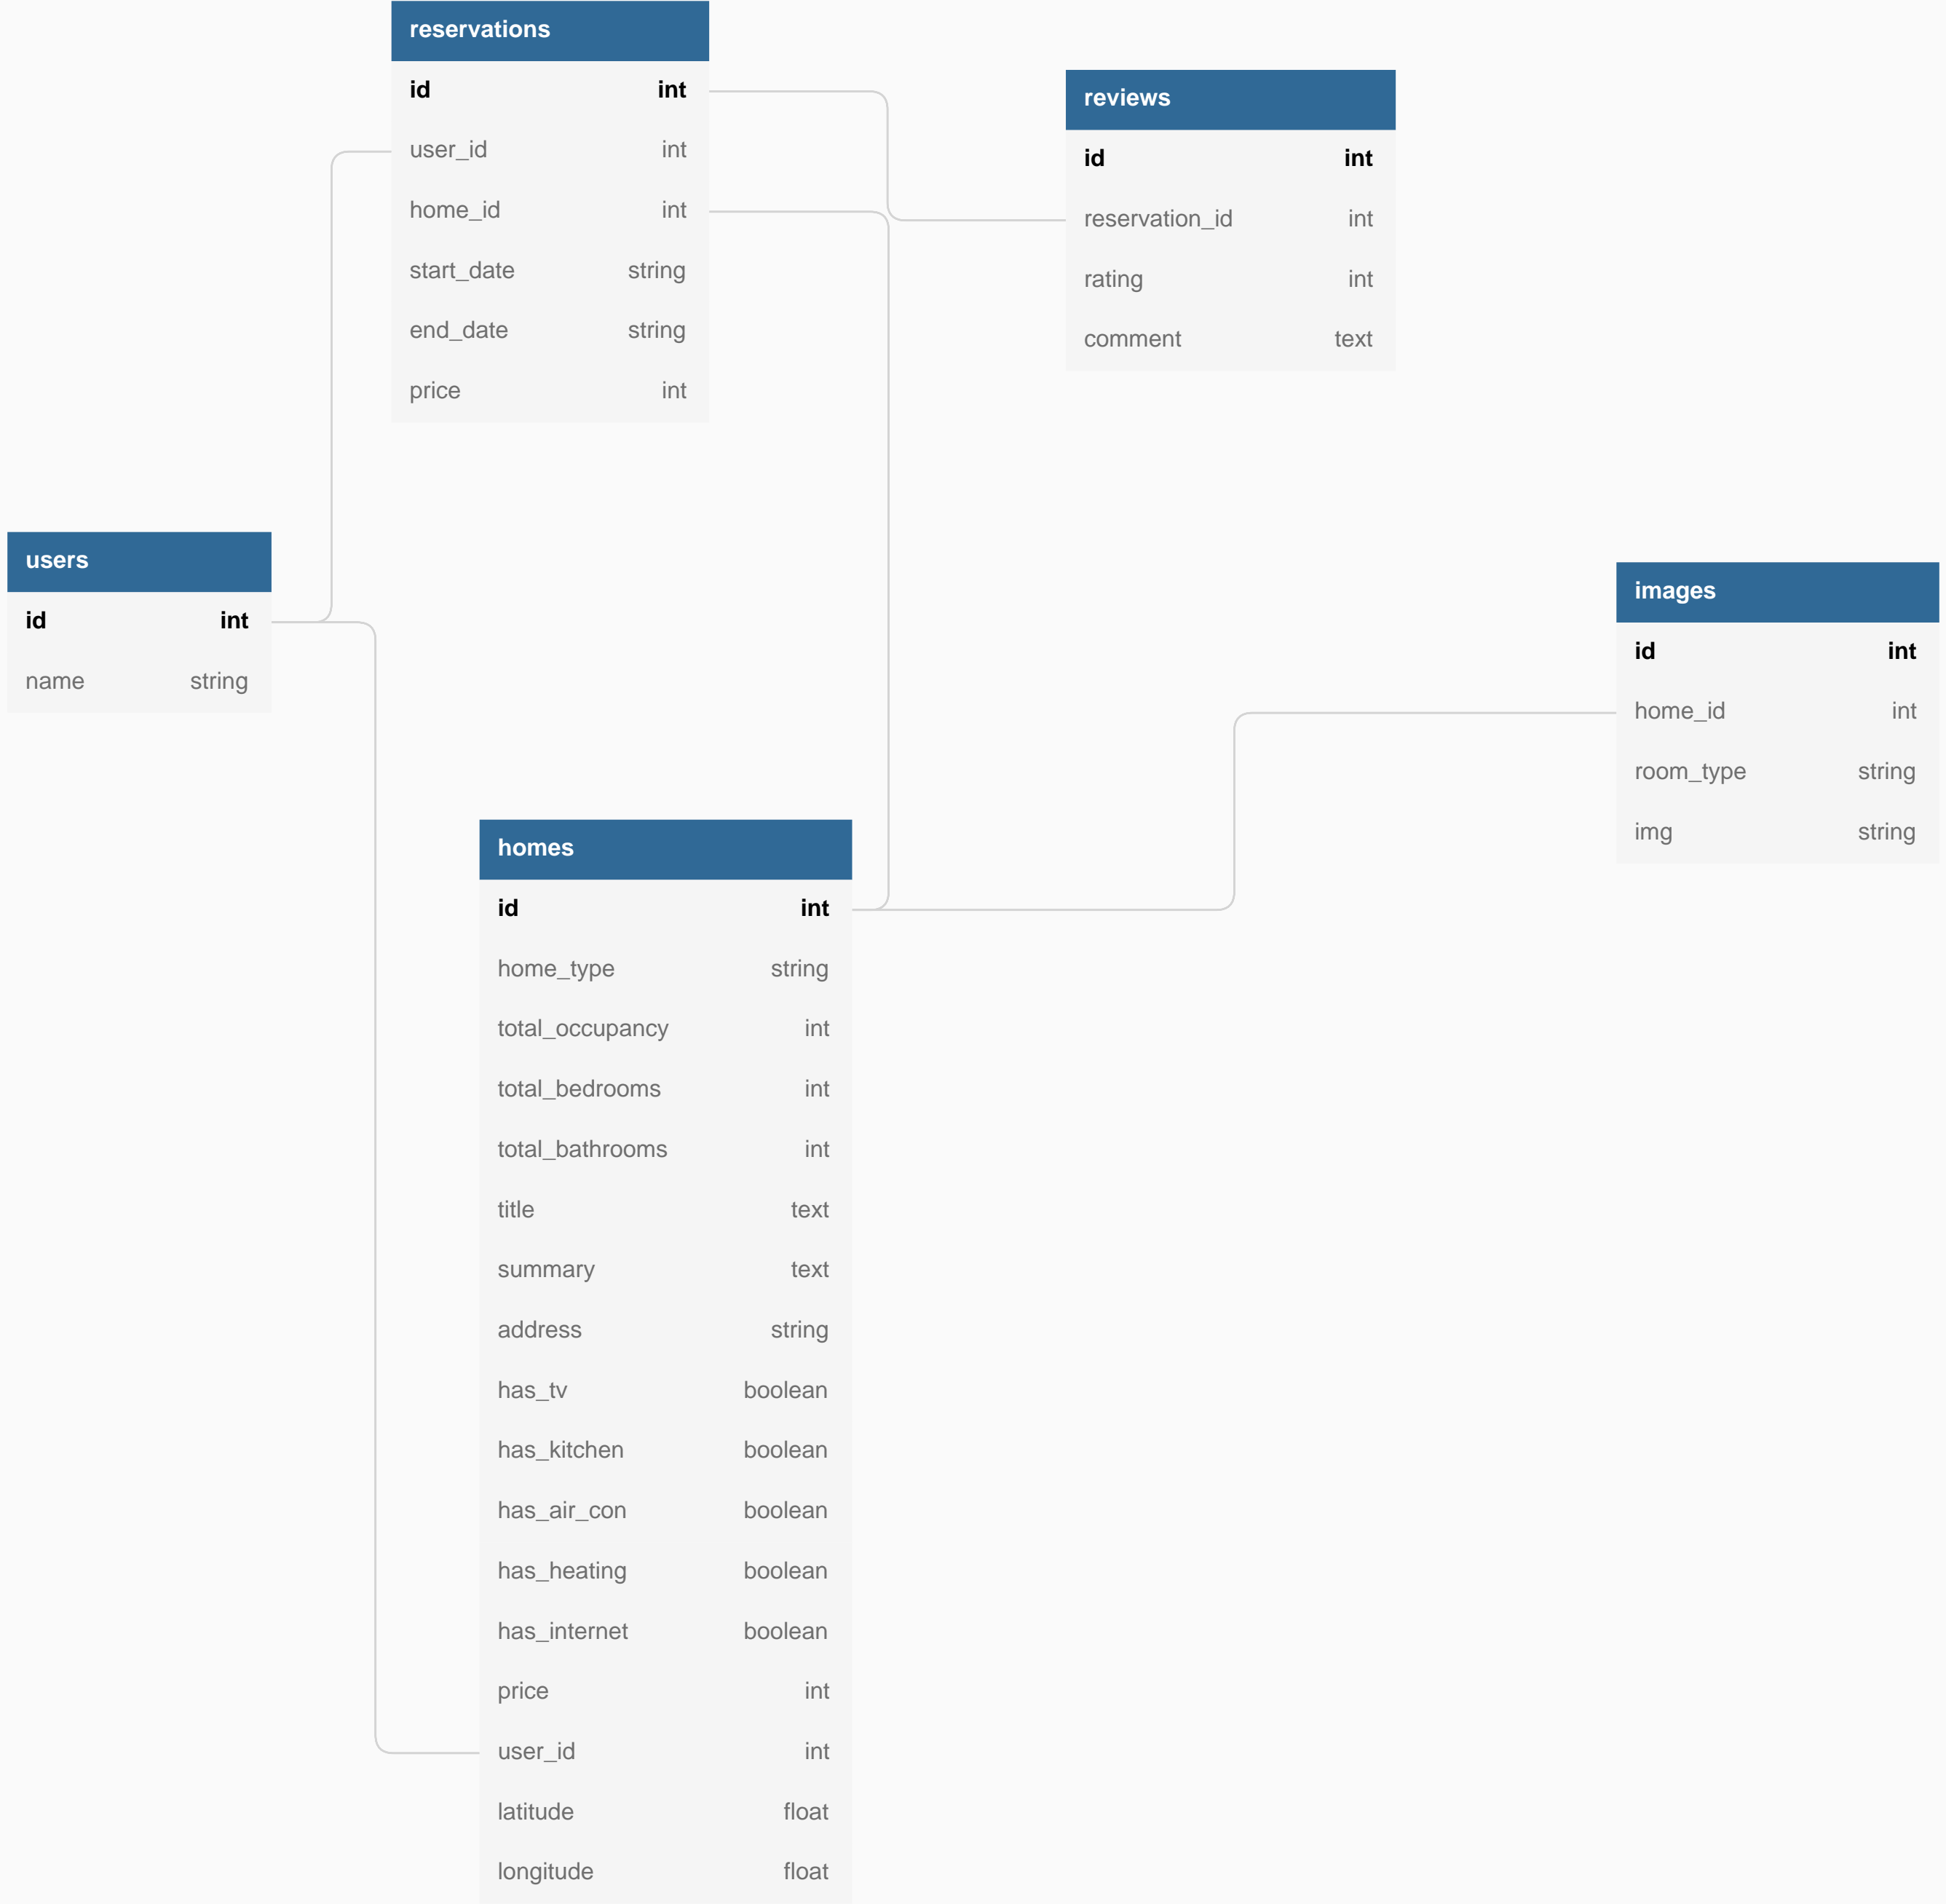 reservations
id int
user_id int
home_id int
start_date string
end_date string
price int
reviews
id int
reservation_id int
rating int
comment text
users
id int
name string
images
id int
home_id int
room_type string
img string
homes
id int
home_type string
total_occupancy int
total_bedrooms int
total_bathrooms int
title text
summary text
address string
has_tv boolean
has_kitchen boolean
has_air_con boolean
has_heating boolean
has_internet boolean
price int
user_id int
latitude float
longitude float